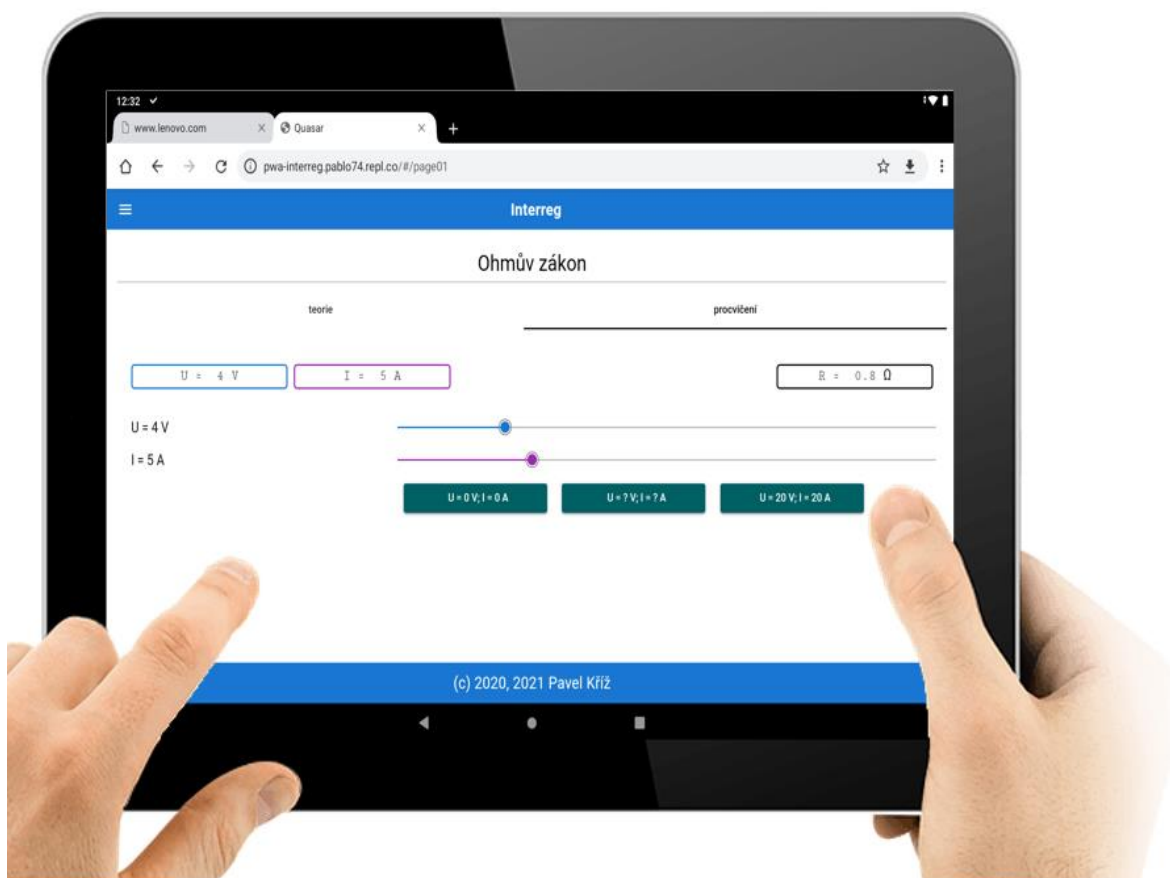 12:32
www.lenovo.com
Quasar
pwa-interreg.pablo74.repl.co/#/page01
Interreg
Ohmův zákon
teorie procvičení
U = 4 V I = 5 A R = 0.8 Ω
U = 4 V
I = 5 A
U = 0 V; I = 0 A U = ? V; I = ? A U = 20 V; I = 20 A
(c) 2020, 2021 Pavel Kříž